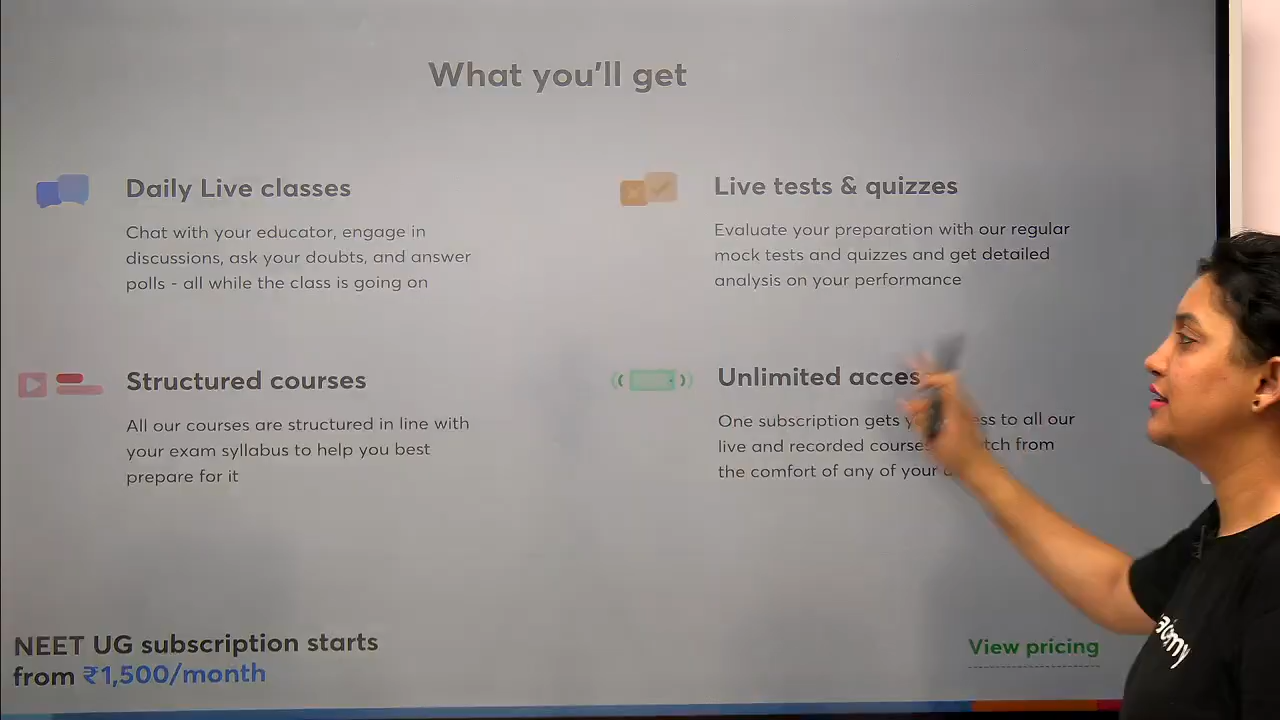 What you'll get
Daily Live classes
Chat with your educator, engage in
discussions, ask your doubts, and answer
polls - all while the class is going on
Live tests & quizzes
Evaluate your preparation with our regular
mock tests and quizzes and get detailed
analysis on your performance
Structured courses
All our courses are structured in line with
your exam syllabus to help you best
prepare for it
Unlimited
One subscription gets to all our
live and recorded from
the comfort of any of your
NEET UG subscription starts
from ₹1,500/month
View pricing